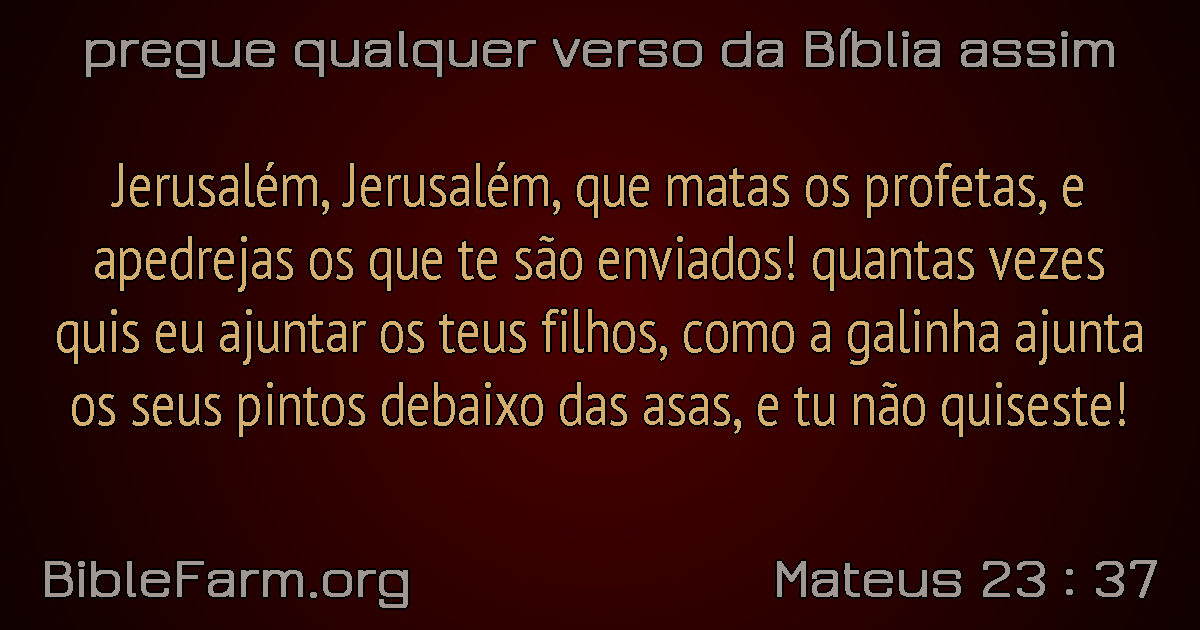 pregue qualquer verso da Bíblia assim
Jerusalém, Jerusalém, que matas os profetas, e
apedrejas os que te são enviados! quantas vezes
quis eu ajuntar os teus filhos, como a galinha ajunta
os seus pintos debaixo das asas, e tu não quiseste!
BibleFarm.org
Mateus 23 : 37